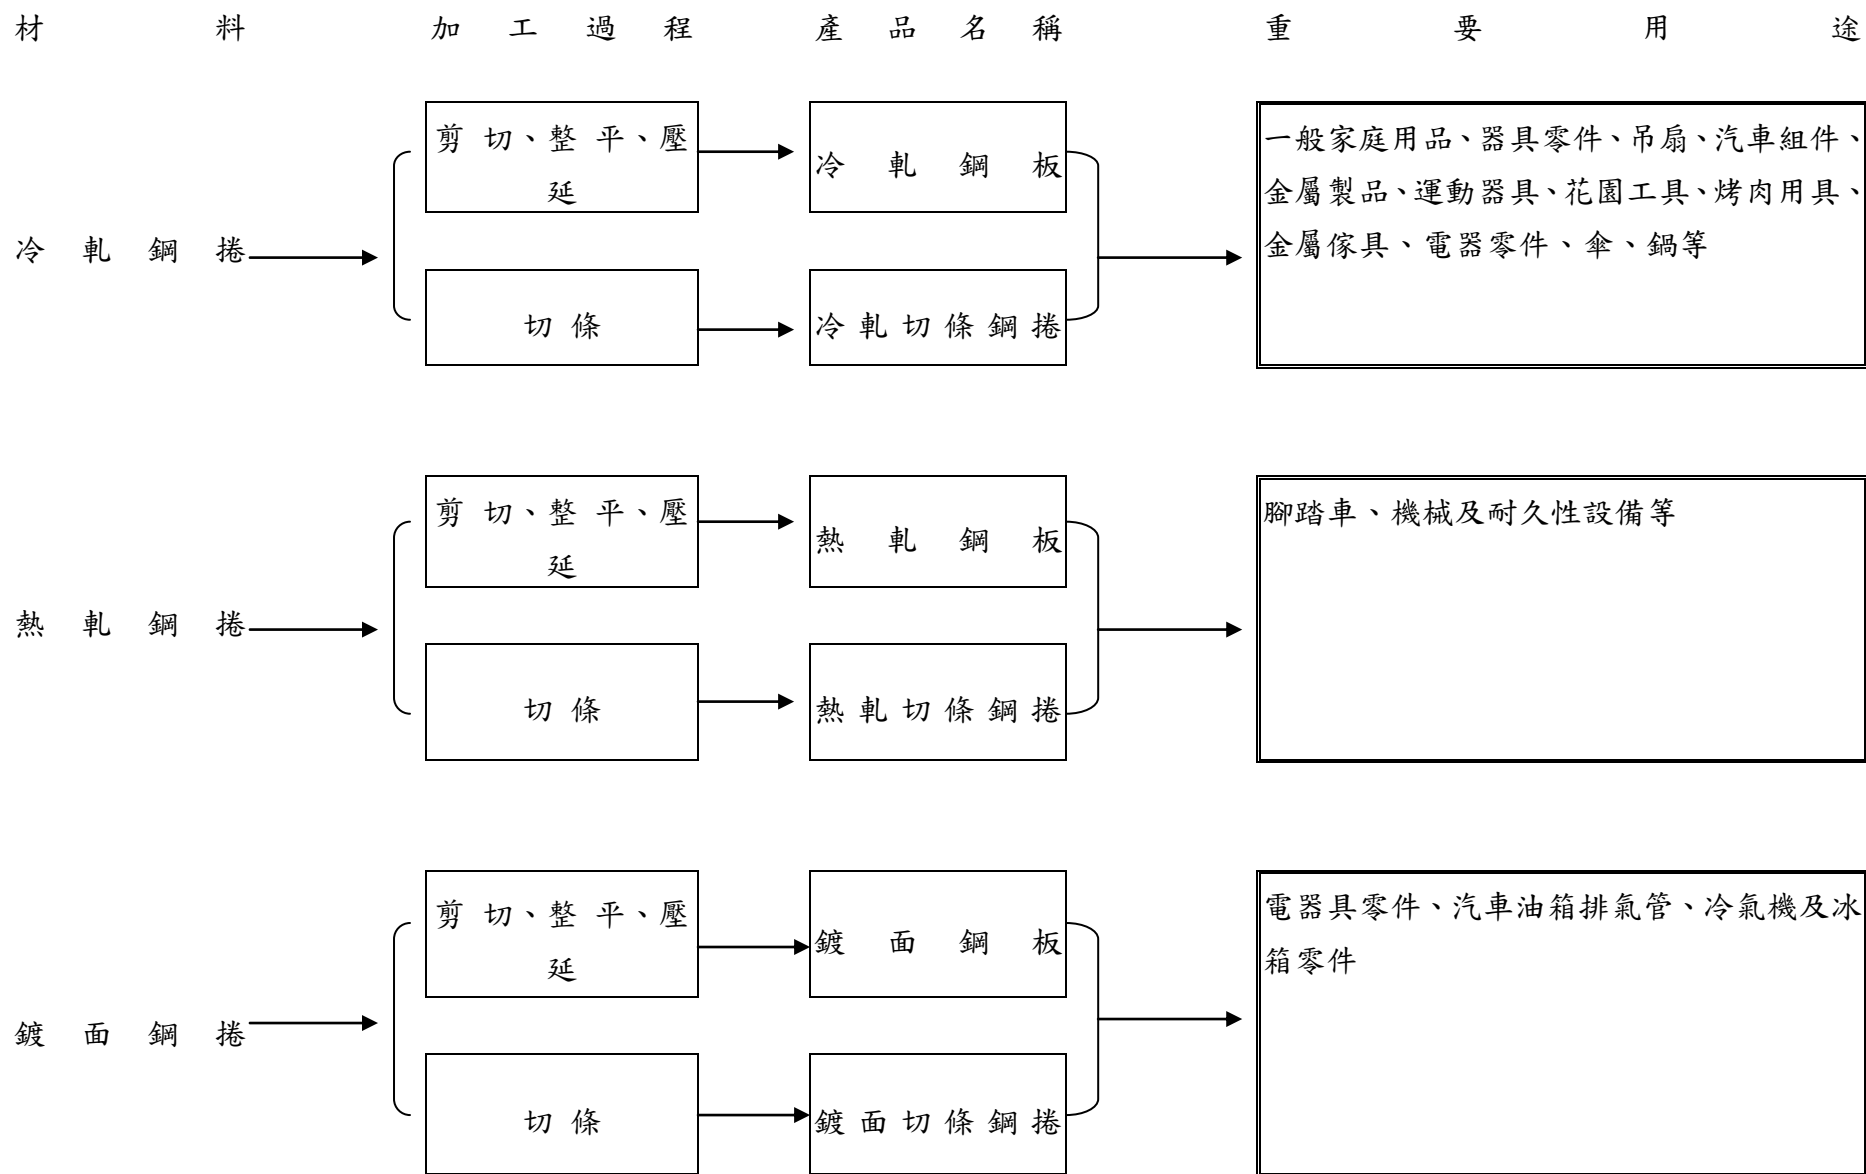 材料 加工過程 產品名稱 重要用途
剪切、整平、壓
延
冷軋鋼板
一般家庭用品、器具零件、吊扇、汽車組件、
金屬製品、運動器具、花園工具、烤肉用具、
金屬傢具、電器零件、傘、鍋等
冷軋鋼捲
切條
冷軋切條鋼捲
剪切、整平、壓
延
熱軋鋼板
腳踏車、機械及耐久性設備等
熱軋鋼捲
切條
熱軋切條鋼捲
剪切、整平、壓
延
鍍面鋼板
電器具零件、汽車油箱排氣管、冷氣機及冰
箱零件
鍍面鋼捲
切條
鍍面切條鋼捲